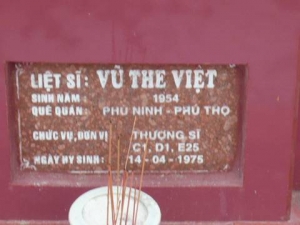 LIỆT SĨ: VŨ THE VIỆT
SINH NĂM : 1954
QUÊ QUÁN: PHÙ NINH - PHÚ THỌ
CHỨC VỤ, ĐƠN VỊ THƯỢNG SĨ
C1, D1, E25
NGÀY HY SINH: 14 - 04 - 1975